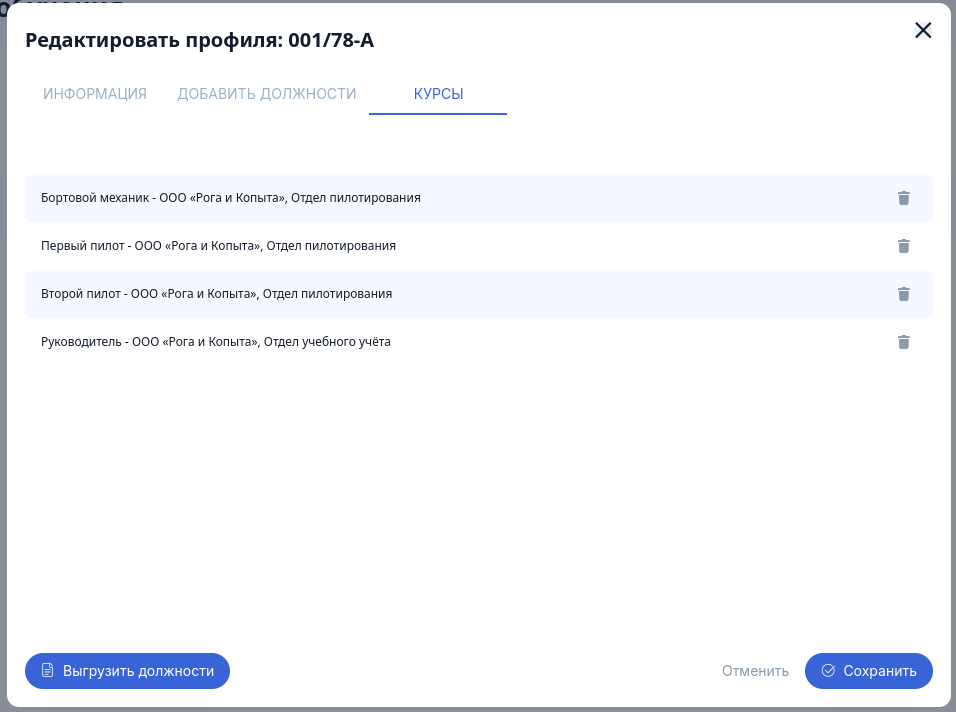 Редактировать профиля: 001/78-А
ИНФОРМАЦИЯ ДОБАВИТЬ ДОЛЖНОСТИ КУРСЫ
Бортовой механик - ООО «Рога и Копыта», Отдел пилотирования
Первый пилот - ООО «Рога и Копыта», Отдел пилотирования
Второй пилот - ООО «Рога и Копыта», Отдел пилотирования
Руководитель - ООО «Рога и Копыта», Отдел учебного учёта
Выгрузить должности Отменить Сохранить